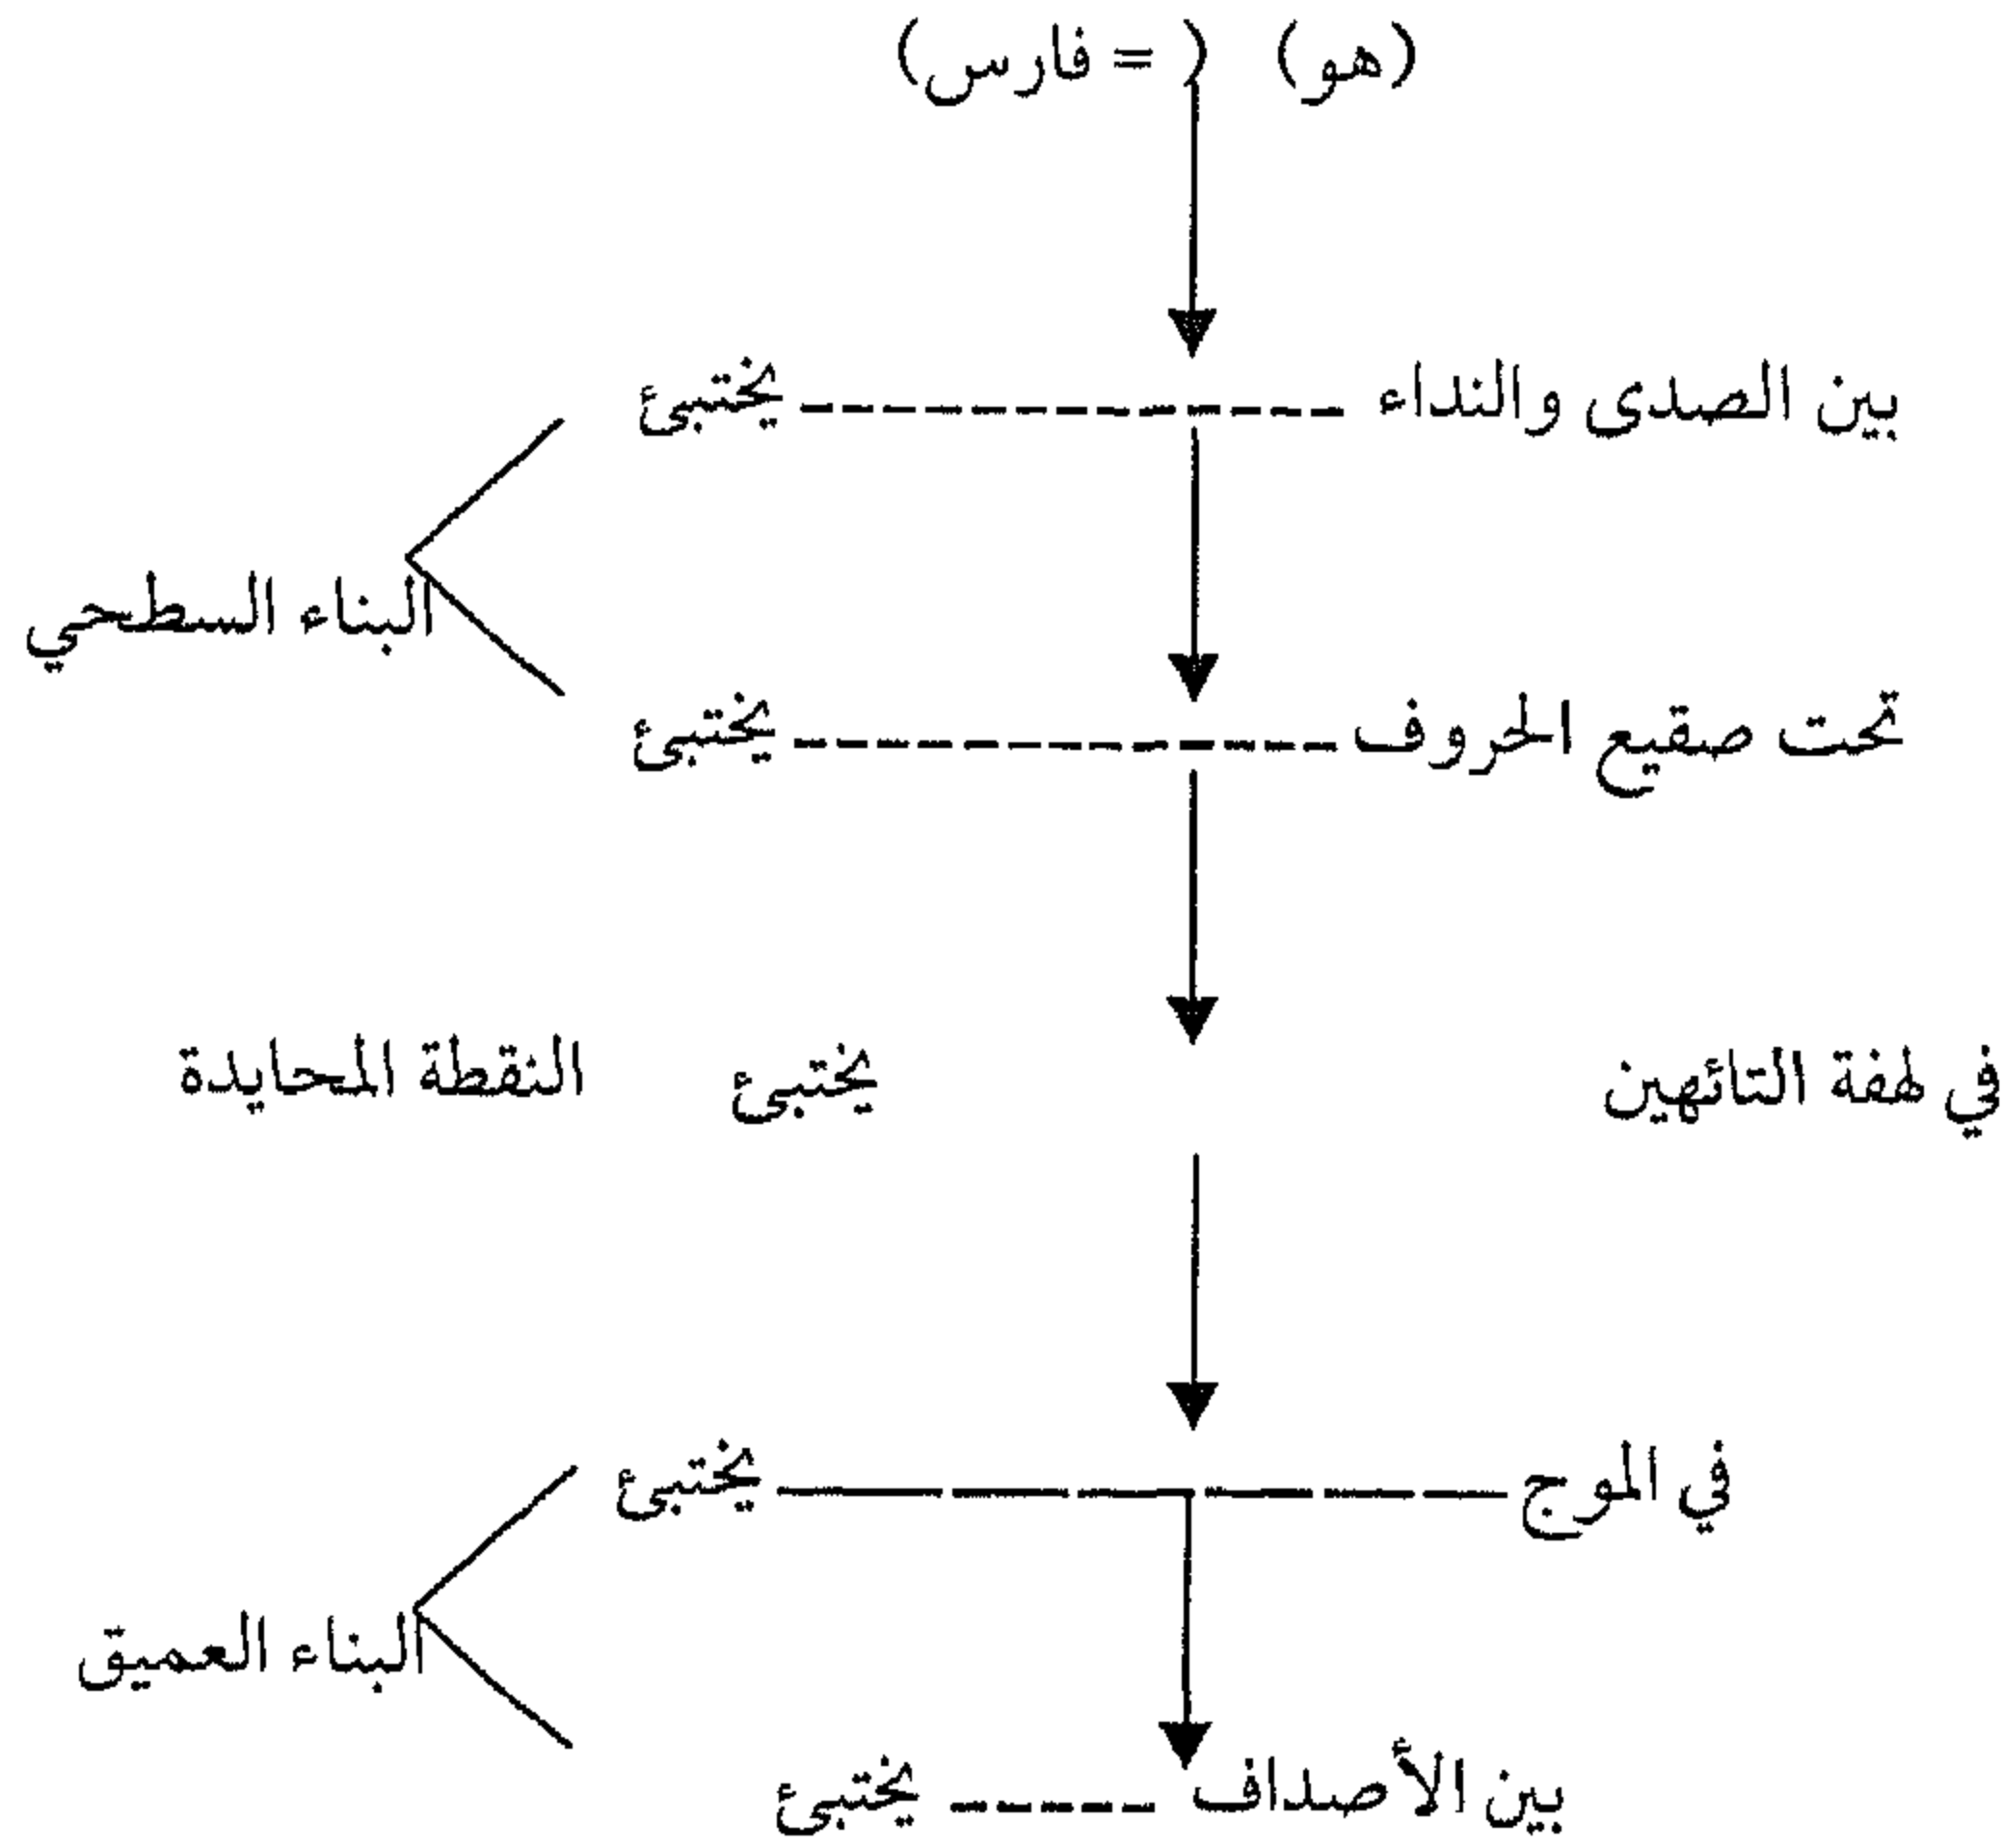 (هو) ( = فارس)
بين الصدى والنداء يختبئ
البناء السطحي
تحت صقيع الحروف يختبئ
في لهفة التائهين يختبئ النقطة المحايدة
في الموج يختبئ
البناء العميق
بين الأصداف يختبئ